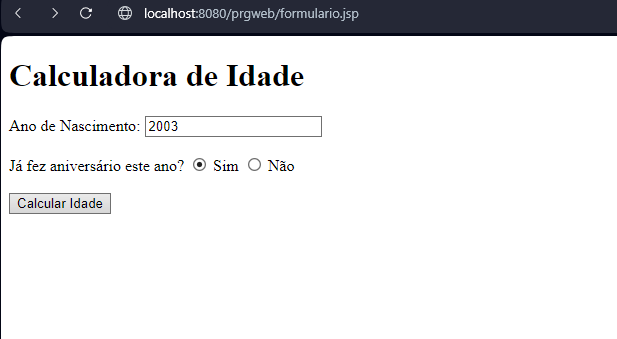 localhost:8080/prgweb/formulario.jsp
Calculadora de Idade
Ano de Nascimento: 2003
Já fez aniversário este ano? Sim Não
Calcular Idade